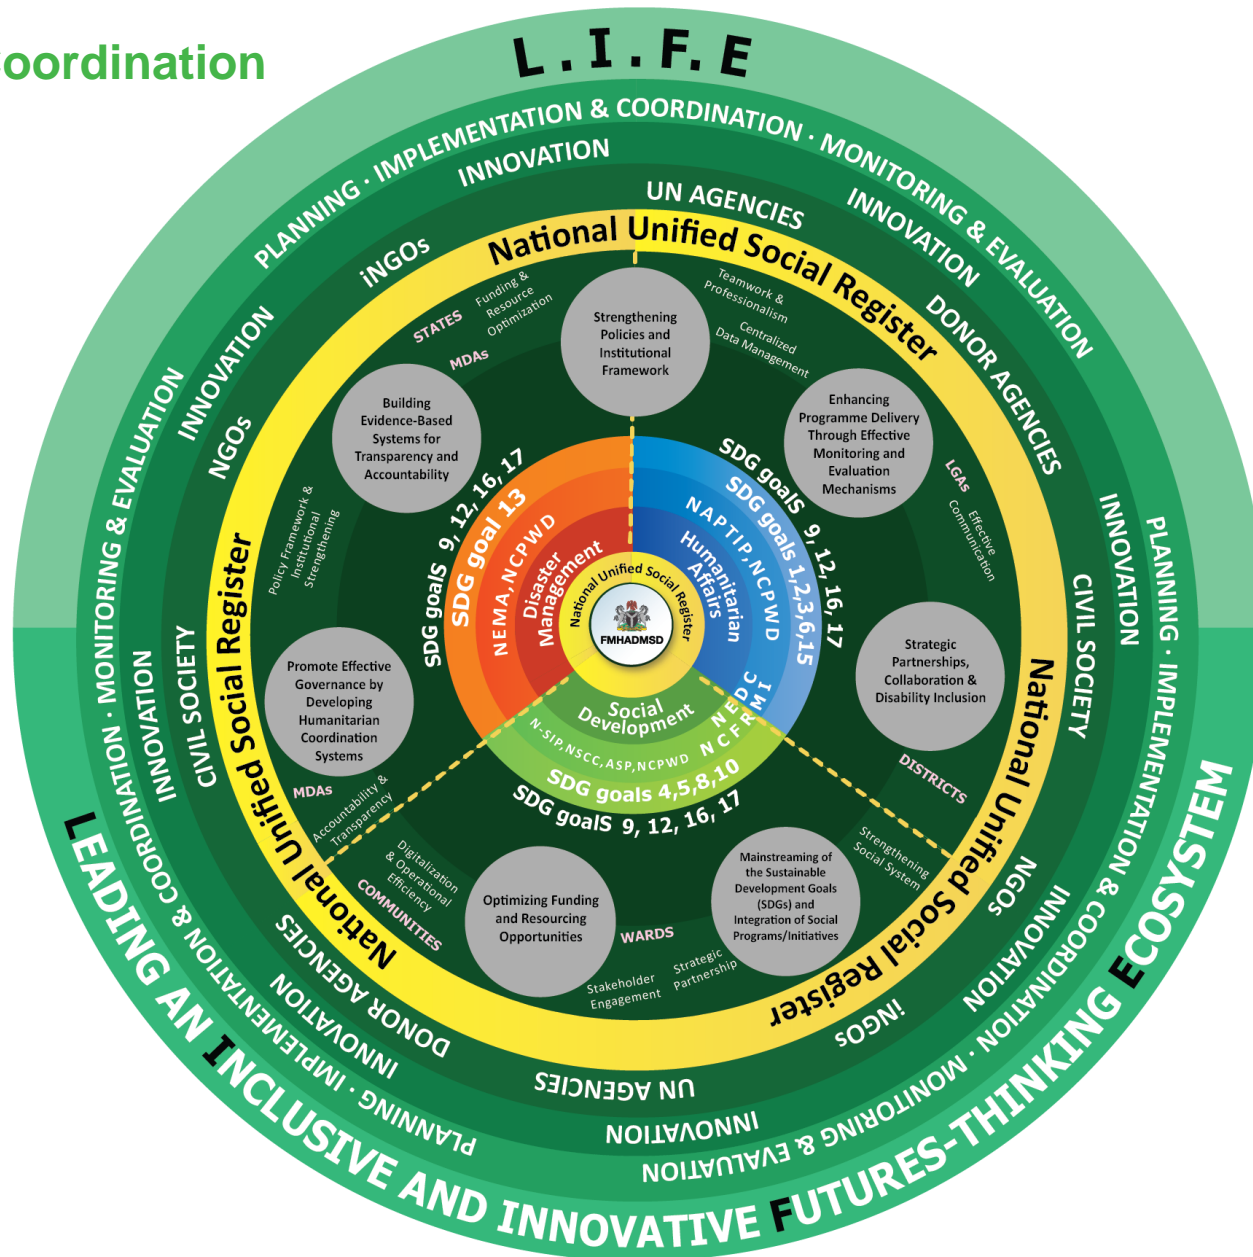 oordination
L.I.F.E
PLANNING · IMPLEMENTATION & COORDINATION · MONITORING & EVALUATION
PLANNING · IMPLEMENTATION & COORDINATION · MONITORING & EVALUATION
PLANNING · IMPLEMENTATION & COORDINATION · MONITORING & EVALUATION
INNOVATION
INNOVATION
INNOVATION
INNOVATION
INNOVATION
INNOVATION
INNOVATION
INNOVATION
UN AGENCIES
DONOR AGENCIES
CIVIL SOCIETY
NGOs
iNGOs
UN AGENCIES
DONOR AGENCIES
CIVIL SOCIETY
NGOs
iNGOs
National Unified Social Register
National Unified Social Register
National Unified Social Register
Funding &
Resource
Optimization
STATES
MDAs
Teamwork &
Professionalism
Centralized
Data Management
Strengthening
Policies and
Institutional
Framework
Building
Evidence-Based
Systems for
Transparency and
Accountability
Enhancing
Programme Delivery
Through Effective
Monitoring and
Evaluation
Mechanisms
LGAs
Effective
Communication
Policy Framework &
Institutional
Strengthening
Strategic
Partnerships,
Collaboration &
Disability Inclusion
DISTRICTS
Strengthening
Social System
Promote Effective
Governance by
Developing
Humanitarian
Coordination
Systems
MDAs
Accountability &
Transparency
Digitalization
& Operational
Efficiency
COMMUNITIES
Optimizing Funding
and Resourcing
Opportunities
WARDS
Stakeholder
Engagement
Strategic
Partnership
Mainstreaming of
the Sustainable
Development Goals
(SDGs) and
Integration of Social
Programs/Initiatives
SDG goalS 9, 12, 16, 17
SDG goal 13
NEMA,NCPWD
Disaster
Management
SDG goalS 9, 12, 16, 17
SDG goals 1,2,3,6,15
NAPTIP,NCPWD
Humanitarian
Affairs
National Unified Social Register
FMHADMSD
Social
Development
N-SIP,NSCC,ASP,NCPWD
NEDC
NCFRMI
SDG goals 4,5,8,10
SDG goalS 9, 12, 16, 17
LEADING AN INCLUSIVE AND INNOVATIVE FUTURES-THINKING ECOSYSTEM